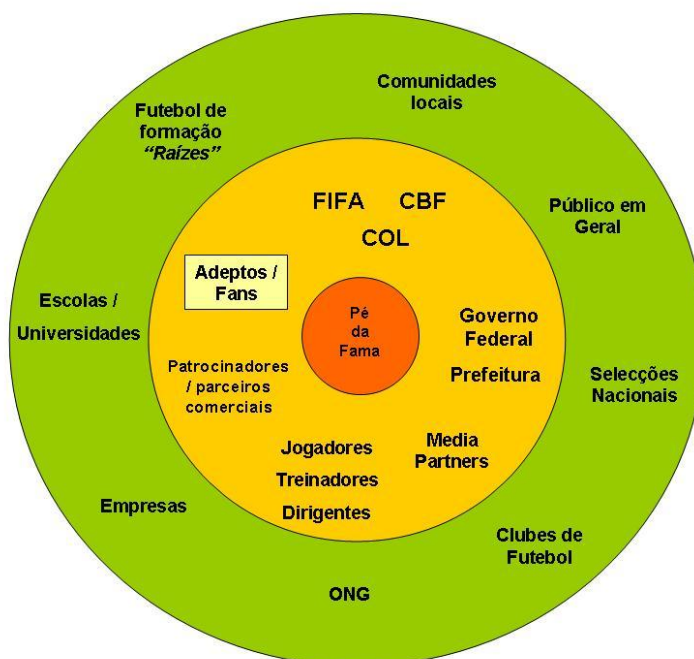 Comunidades
locais
Futebol de
formação
“Raízes”
FIFA CBF
COL
Público em
Geral
Adeptos /
Fans
Escolas /
Universidades
Pé
da
Fama
Governo
Federal
Prefeitura
Selecções
Nacionais
Patrocinadores
/ parceiros
comerciais
Jogadores
Treinadores
Dirigentes
Media
Partners
Empresas
Clubes de
Futebol
ONG